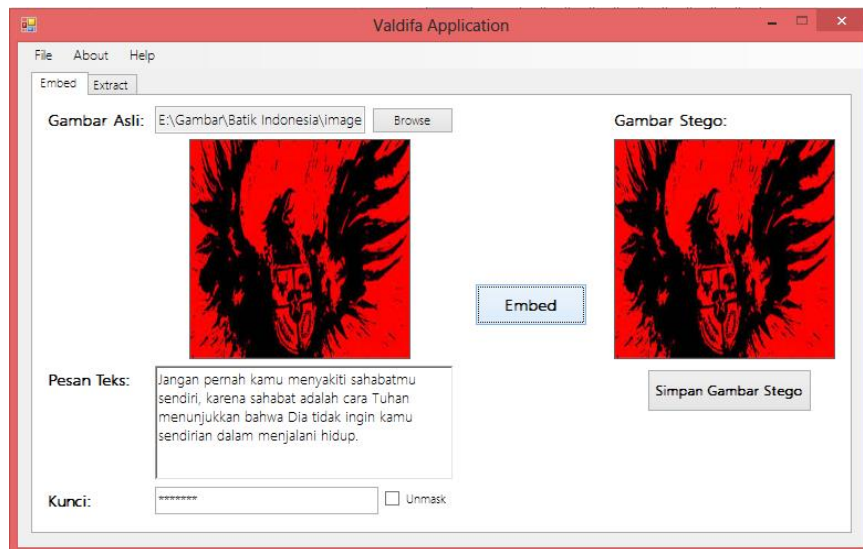 Valdifa Application
File About Help
Embed Extract
Gambar Asli: E:\Gambar\Batik Indonesia\image Browse
Gambar Stego:
Embed
Pesan Teks: Jangan pernah kamu menyakiti sahabatmu
sendiri, karena sahabat adalah cara Tuhan
menunjukkan bahwa Dia tidak ingin kamu
sendirian dalam menjalani hidup.
Simpan Gambar Stego
Kunci: ******* Unmask